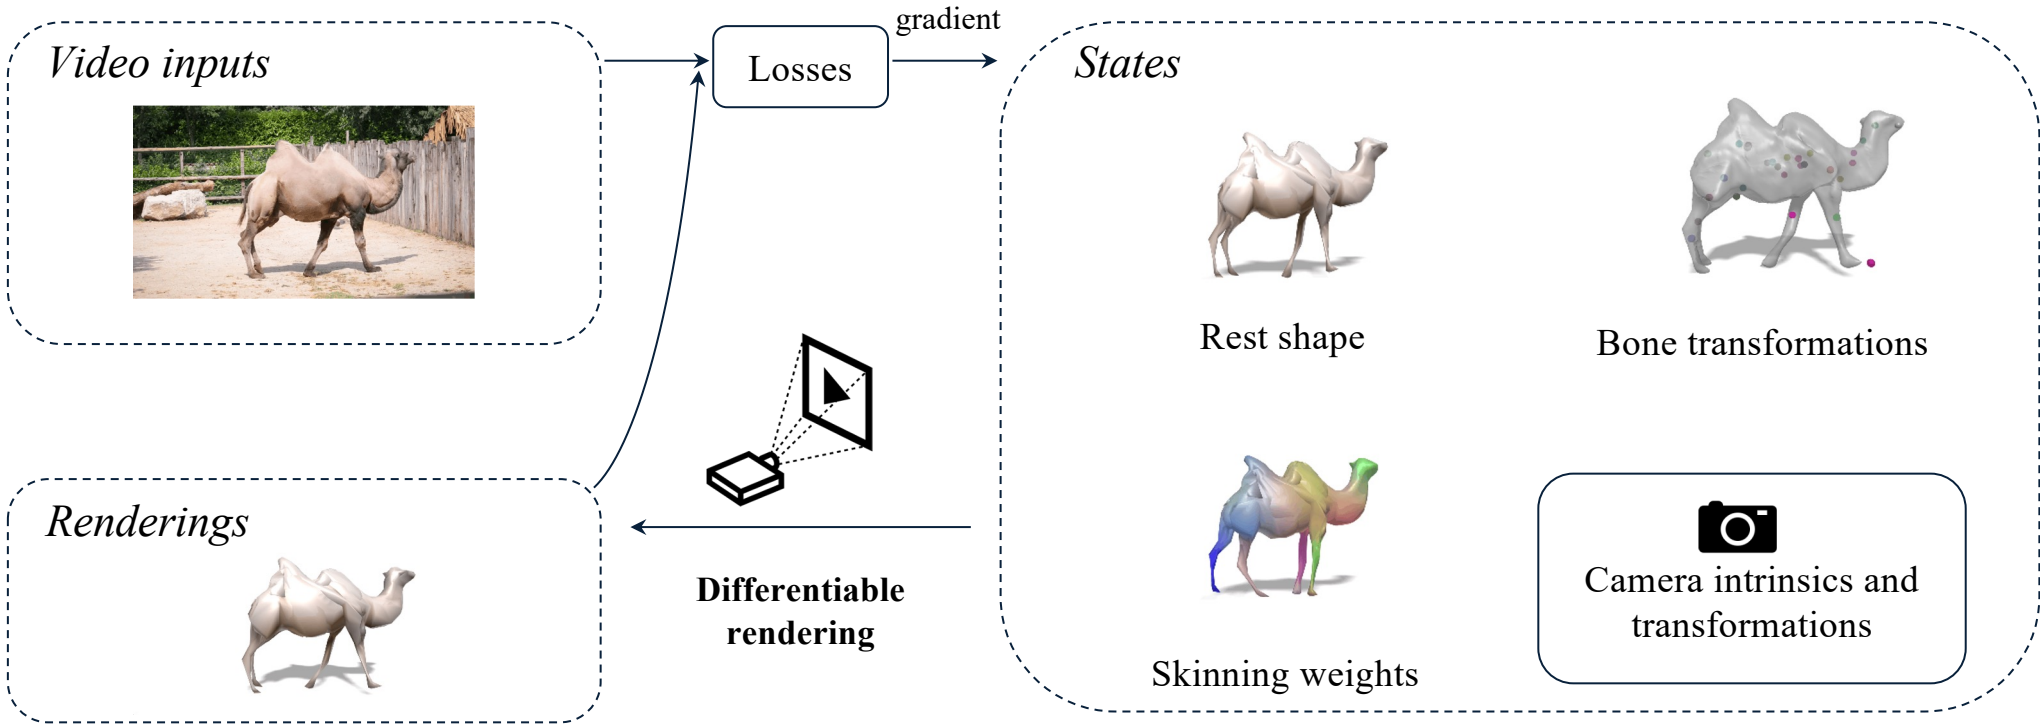 Video inputs
Losses
gradient
States
Rest shape
Bone transformations
Renderings
Differentiable
rendering
Skinning weights
Camera intrinsics and
transformations